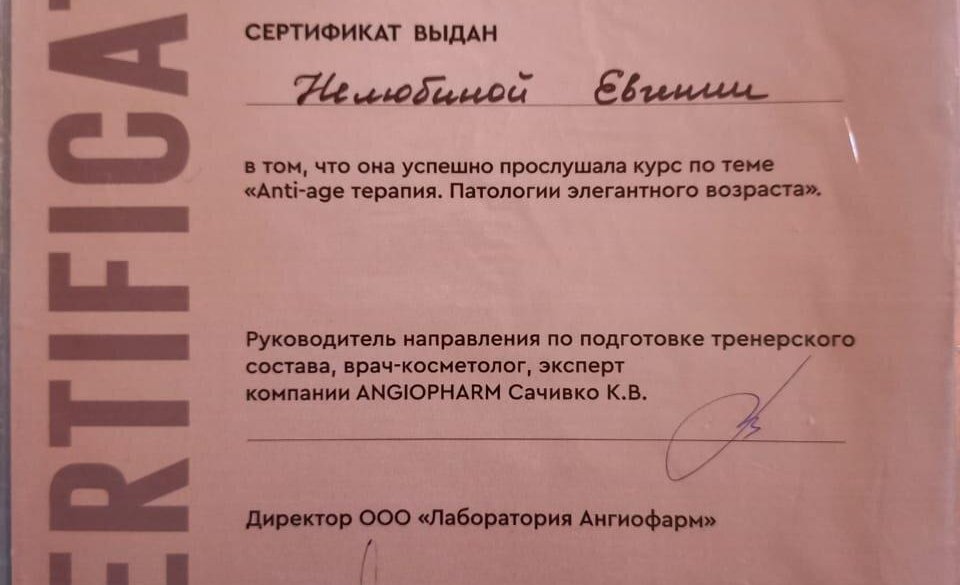 CERTIFICAT
СЕРТИФИКАТ ВЫДАН
Нелюбиной Евгении
в том, что она успешно прослушала курс по теме
«Anti-age терапия. Патологии элегантного возраста».
Руководитель направления по подготовке тренерского
состава, врач-косметолог, эксперт
компании ANGIOPHARM Сачивко К.В.
Директор ООО «Лаборатория Ангиофарм»